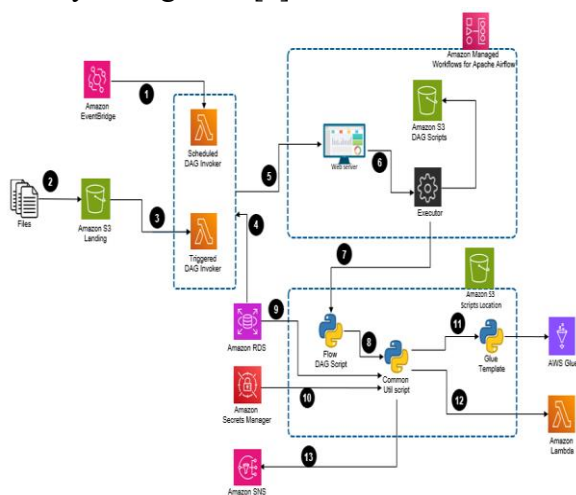 Amazon Managed
Workflows for Apache Airflow
Amazon
EventBridge
1
Scheduled
DAG Invoker
2
Files
Amazon S3
Landing
3
Triggered
DAG Invoker
4
5
Web server
6
Amazon S3
DAG Scripts
Executor
7
Amazon S3
Scripts Location
Amazon RDS
9
Flow
DAG Script
8
Common
Util script
11
Glue
Template
AWS Glue
Amazon
Secrets Manager
10
12
Amazon
Lambda
13
Amazon SNS